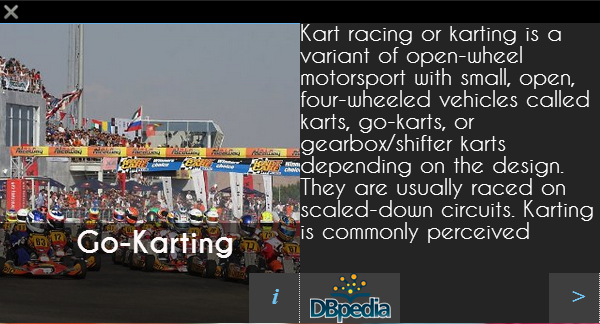 Kart racing or karting is a
variant of open-wheel
motorsport with small, open,
four-wheeled vehicles called
karts, go-karts, or
gearbox/shifter karts
depending on the design.
They are usually raced on
scaled-down circuits. Karting
is commonly perceived
Go-Karting
i
DBpedia
>